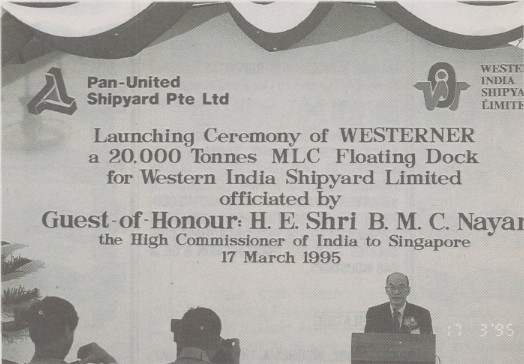 Pan-United
Shipyard Pte Ltd
WESTE
INDIA
SHIPYA
LIMITE
Launching Ceremony of WESTERNER
a 20,000 Tonnes MLC Floating Dock
for Western India Shipyard Limited
officiated by
Guest-of-Honour: H. E. Shri B. M. C. Nayar
the High Commissioner of India to Singapore
17 March 1995
17 3'95